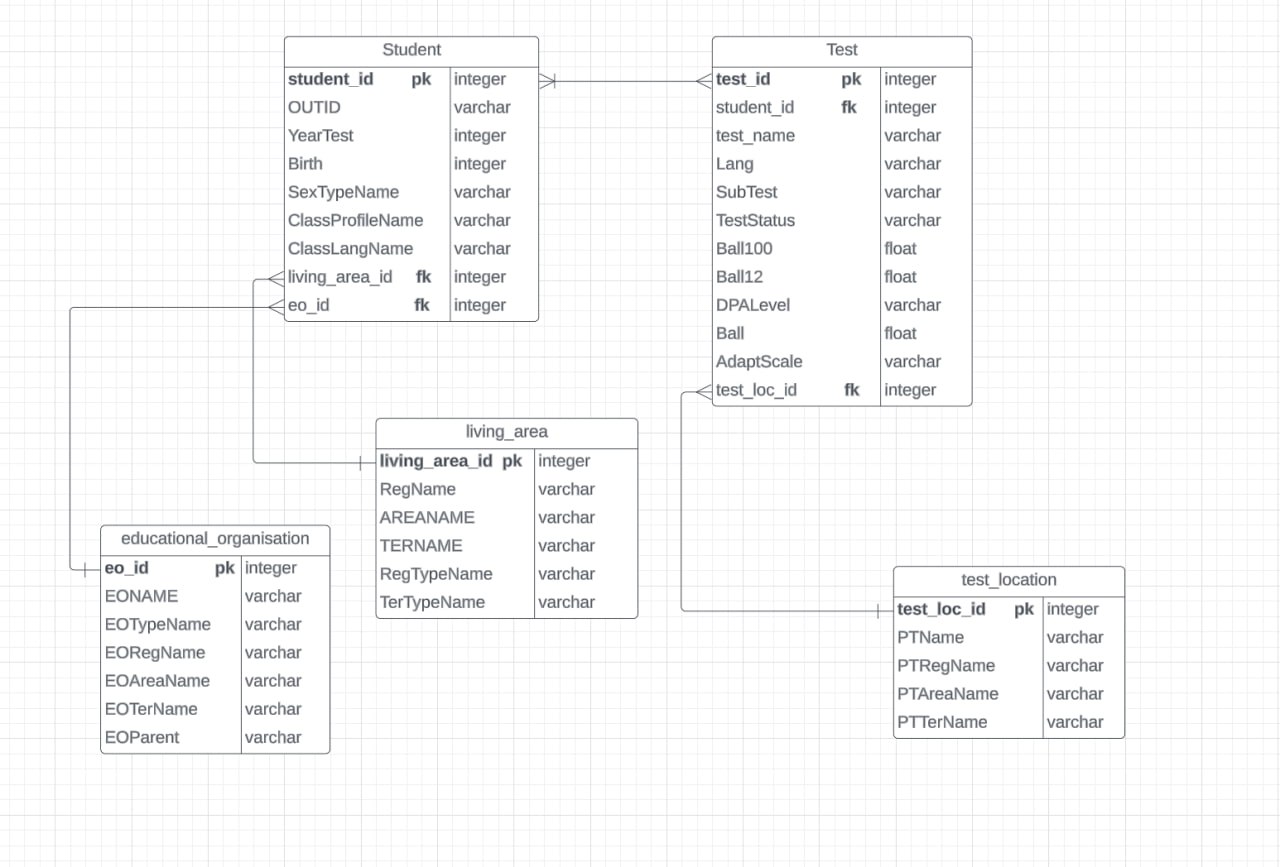 Student
student_id pk integer
OUTID varchar
YearTest integer
Birth integer
SexTypeName varchar
ClassProfileName varchar
ClassLangName varchar
living_area_id fk integer
eo_id fk integer
Test
test_id pk integer
student_id fk integer
test_name varchar
Lang varchar
SubTest varchar
TestStatus varchar
Ball100 float
Ball12 float
DPALevel varchar
Ball float
AdaptScale varchar
test_loc_id fk integer
living_area
living_area_id pk integer
RegName varchar
AREANAME varchar
TERNAME varchar
RegTypeName varchar
TerTypeName varchar
educational_organisation
eo_id pk integer
EONAME varchar
EOTypeName varchar
EORegName varchar
EOAreaName varchar
EOTerName varchar
EOParent varchar
test_location
test_loc_id pk integer
PTName varchar
PTRegName varchar
PTAreaName varchar
PTTerName varchar